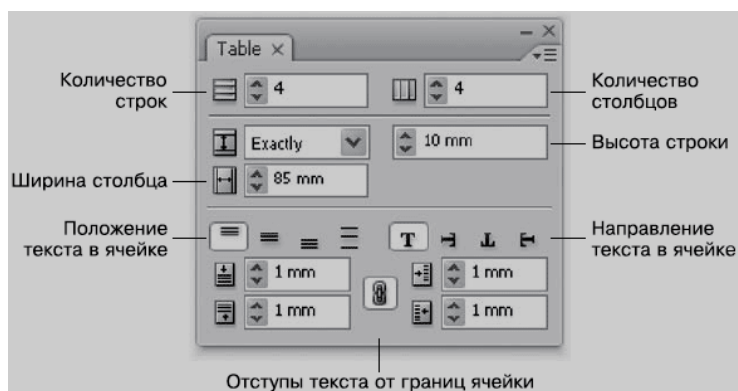 Table
Количество
строк
4
4
Количество
столбцов
Exactly
10 mm
Высота строки
Ширина столбца
85 mm
Положение
текста в ячейке
T
T
T
T
Направление
текста в ячейке
1 mm
1 mm
1 mm
1 mm
Отступы текста от границ ячейки